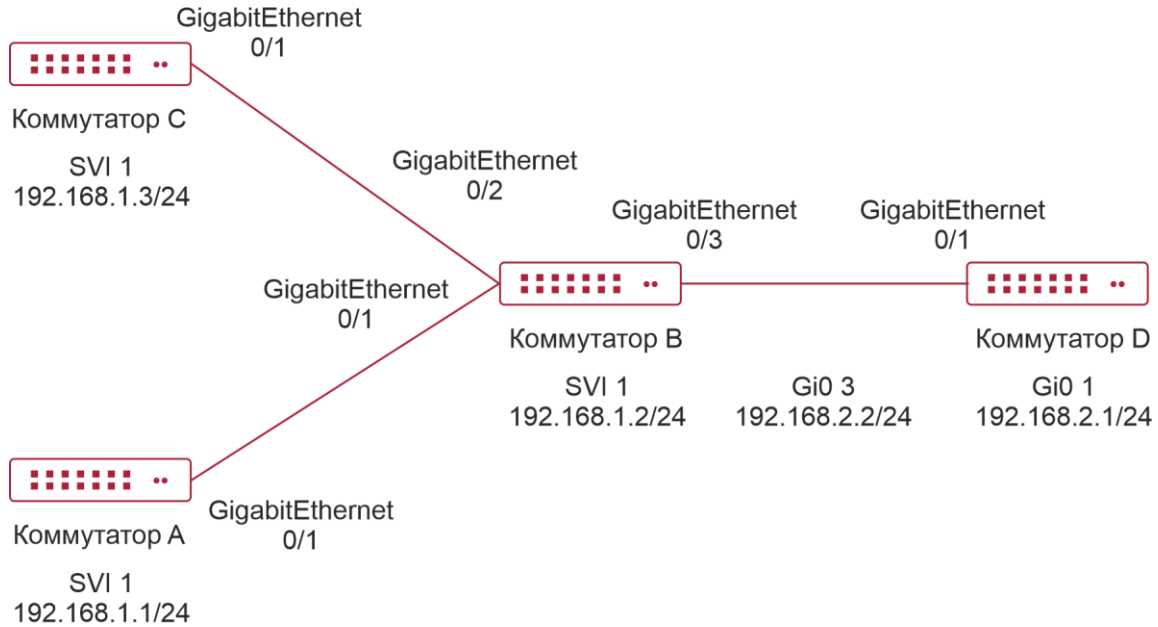 GigabitEthernet
0/1
Коммутатор C
SVI 1
192.168.1.3/24
GigabitEthernet
0/2
GigabitEthernet
0/3
GigabitEthernet
0/1
GigabitEthernet
0/1
Коммутатор B
SVI 1
192.168.1.2/24
Gi0 3
192.168.2.2/24
Коммутатор D
Gi0 1
192.168.2.1/24
GigabitEthernet
0/1
Коммутатор A
SVI 1
192.168.1.1/24